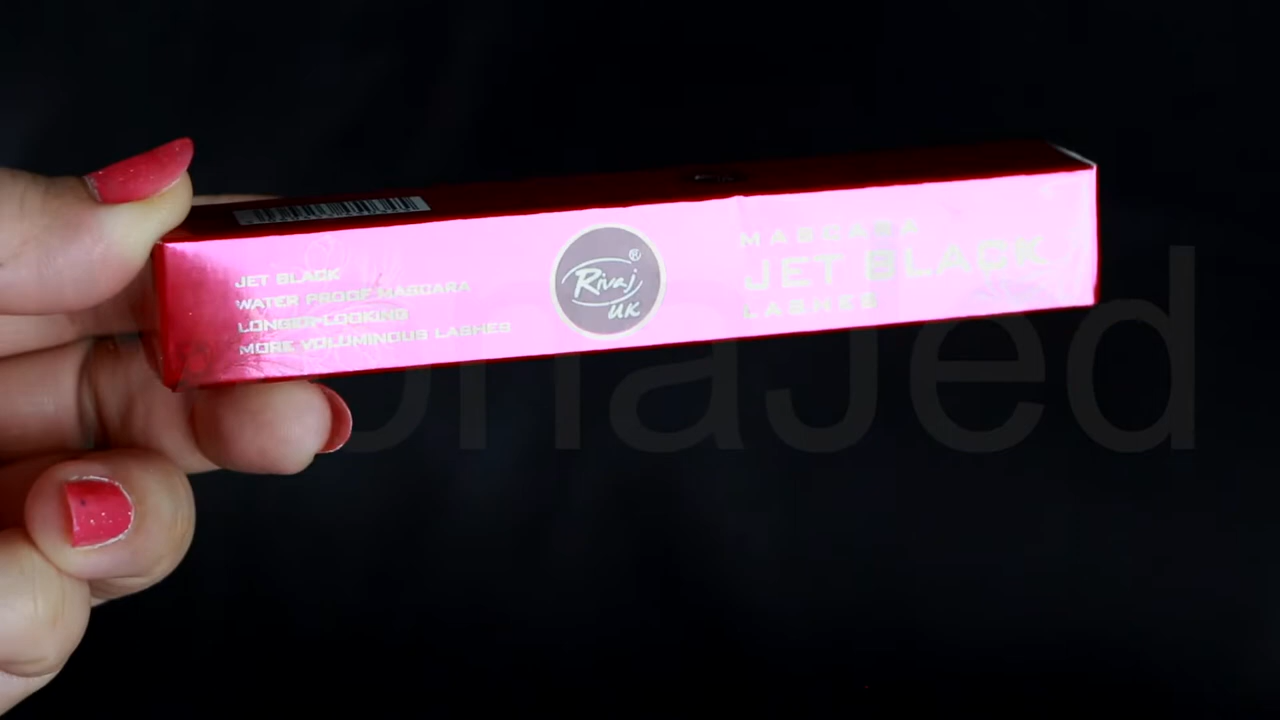 JET BLACK
WATER PROOF MASCARA
LONGER-LOOKING
MORE VOLUMINOUS LASHES
Rivaj®
UK
MASCARA
JET BLACK
LASHES